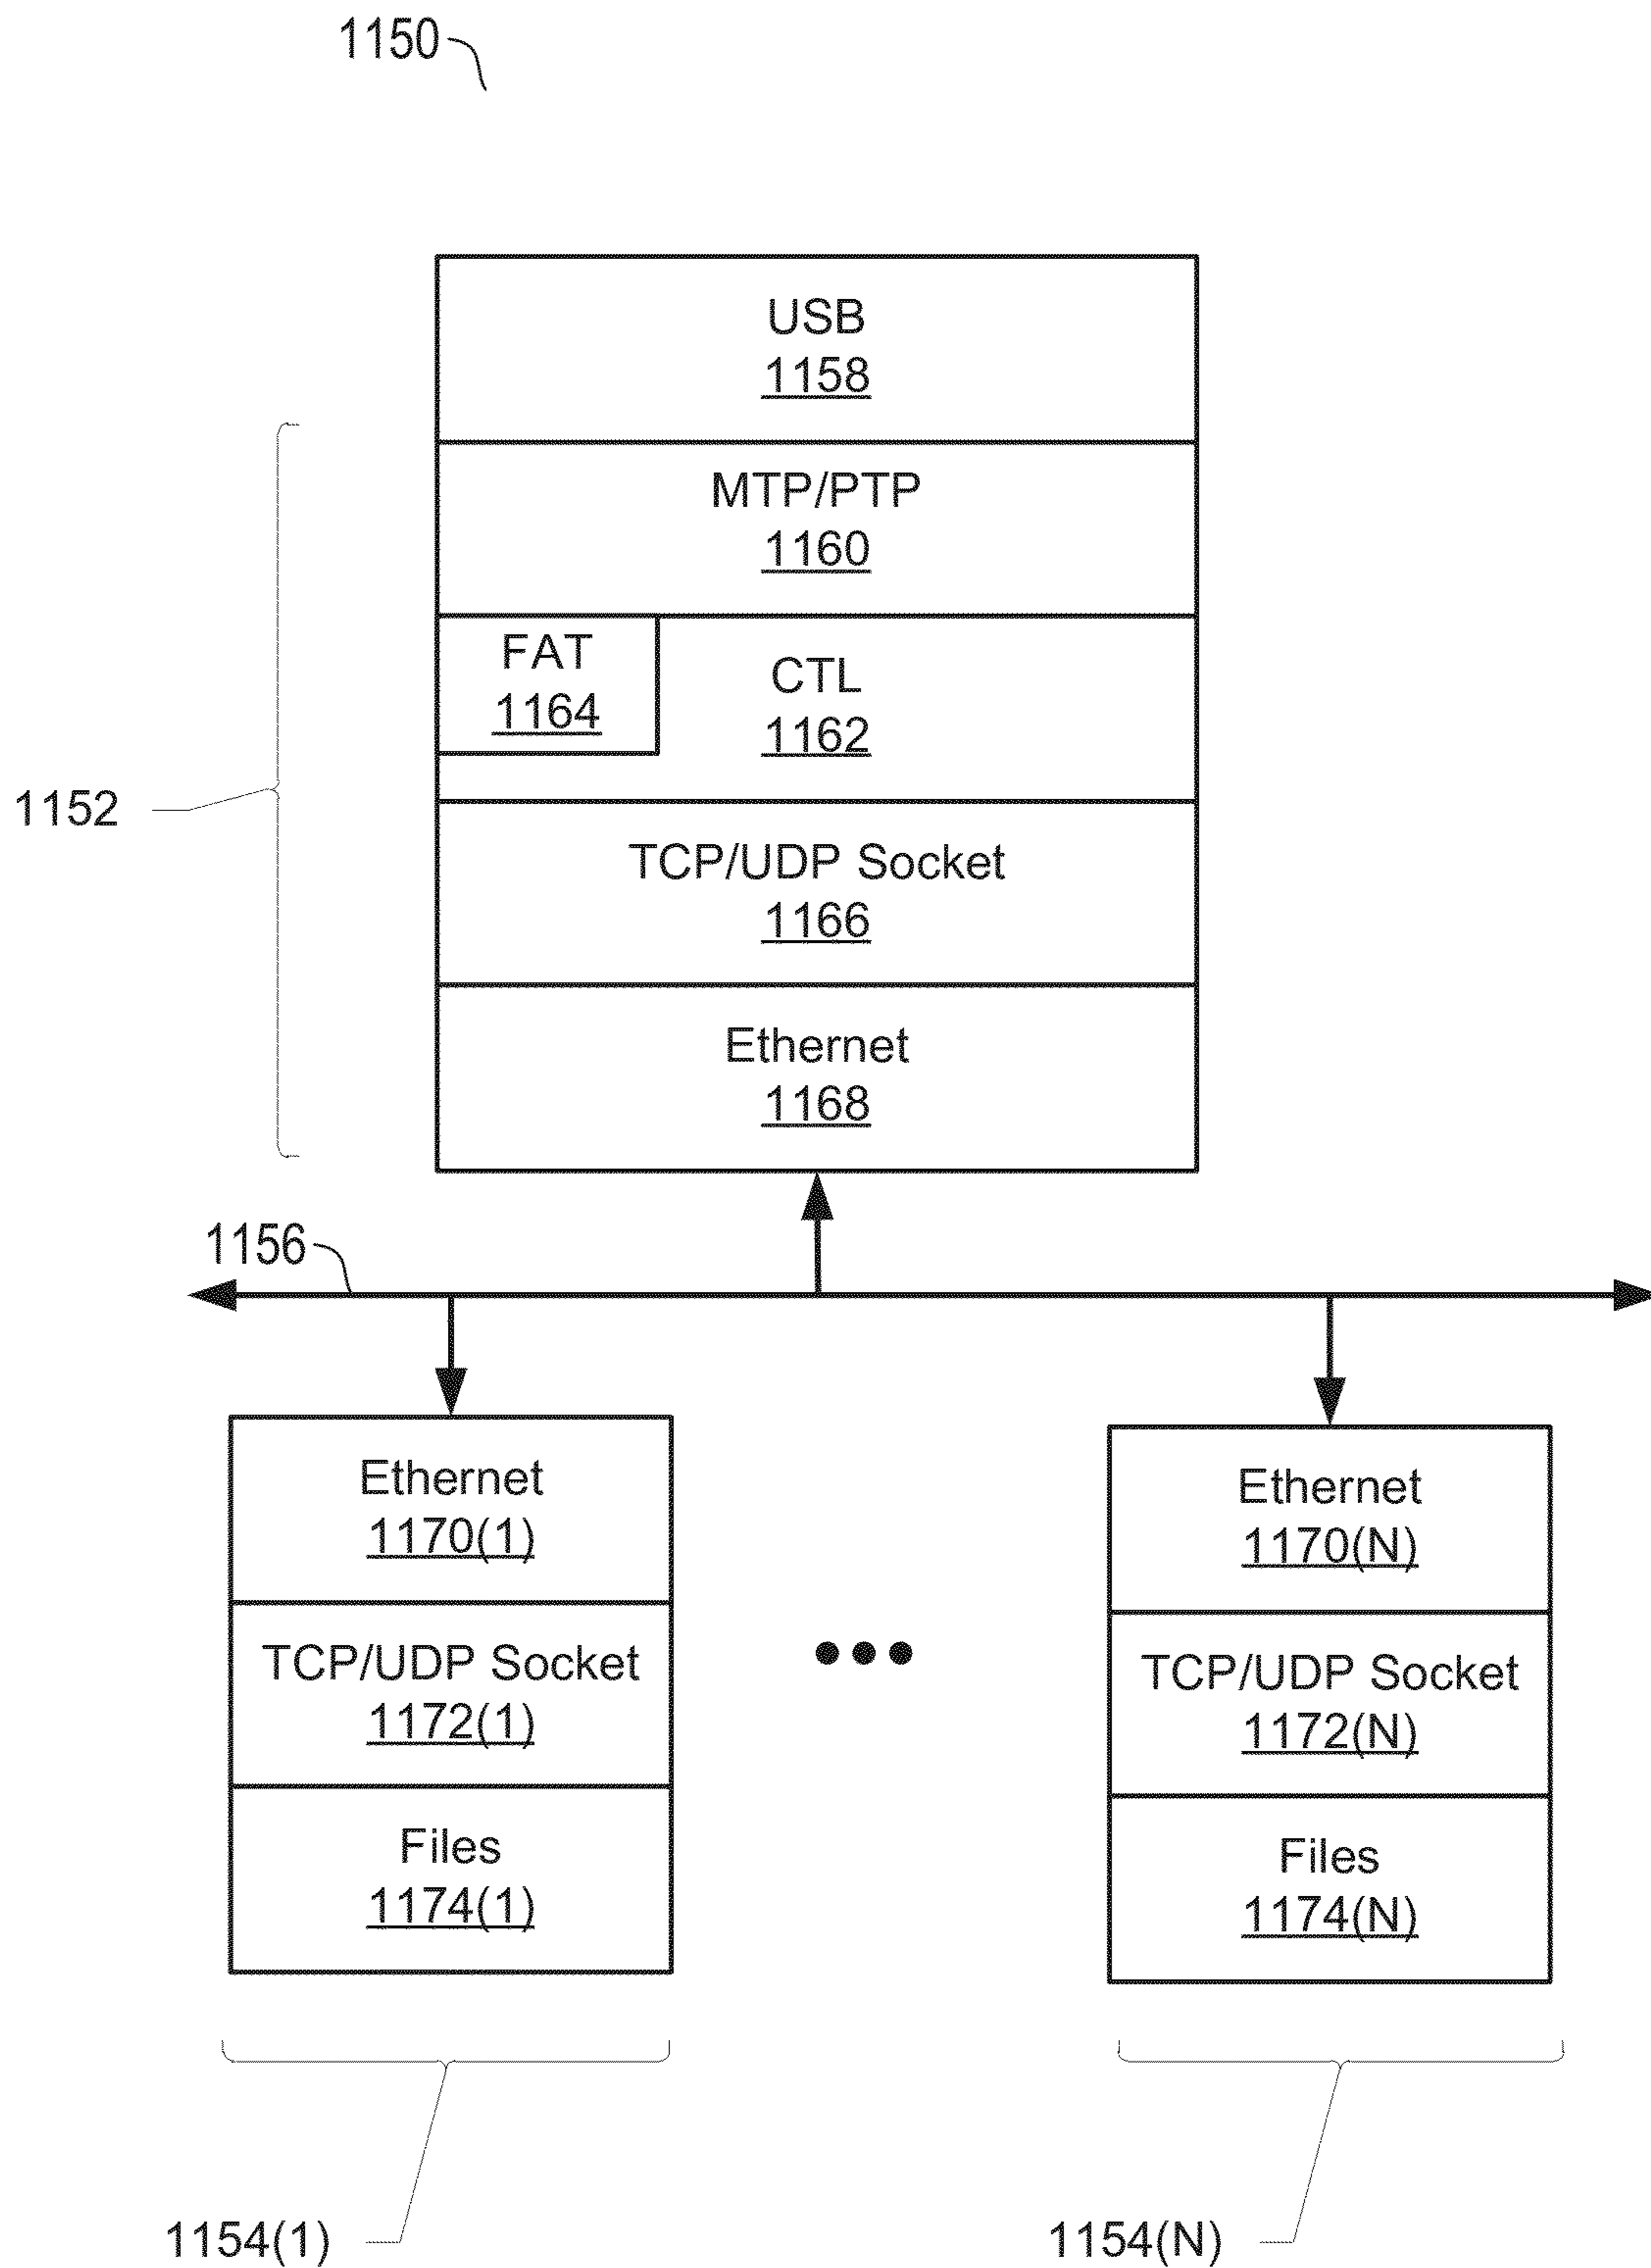 1150
USB
1158
MTP/PTP
1160
FAT
1164
CTL
1162
1152
TCP/UDP Socket
1166
Ethernet
1168
1156
Ethernet
1170(1)
TCP/UDP Socket
1172(1)
Files
1174(1)
Ethernet
1170(N)
TCP/UDP Socket
1172(N)
Files
1174(N)
1154(1)
1154(N)